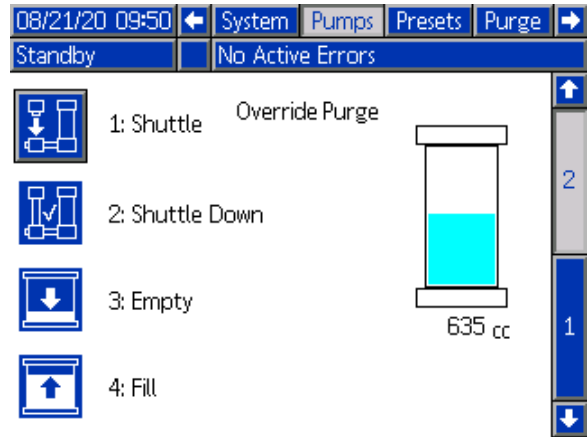 08/21/20 09:50 System Pumps Presets Purge
Standby No Active Errors
1: Shuttle
Override Purge
2: Shuttle Down
3: Empty
4: Fill
635 cc
2
1